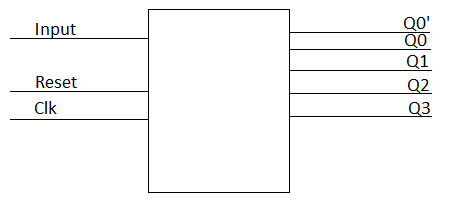 Input
Reset
Clk
Q0'
Q0
Q1
Q2
Q3